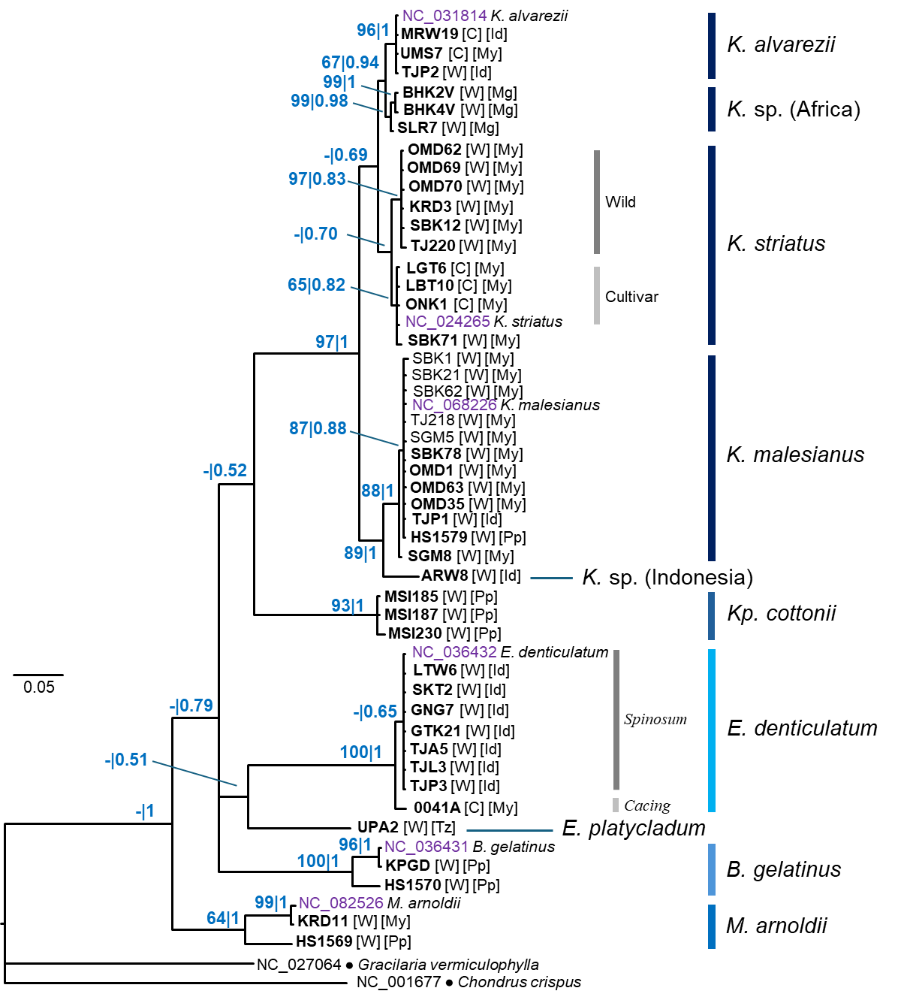 NC_031814 K. alvarezii
96|1
MRW19 [C] [Id]
K. alvarezii
UMS7 [C] [My]
67|0.94
TJP2 [W] [Id]
99|1
BHK2V [W] [Mg]
99|0.98
BHK4V [W] [Mg]
K. sp. (Africa)
SLR7 [W] [Mg]
OMD62 [W] [My]
-|0.69
OMD69 [W] [My]
97|0.83
OMD70 [W] [My]
Wild
KRD3 [W] [My]
SBK12 [W] [My]
-|0.70
K. striatus
TJ220 [W] [My]
LGT6 [C] [My]
65|0.82
LBT10 [C] [My]
Cultivar
ONK1 [C] [My]
NC_024265 K. striatus
97|1
SBK71 [W] [My]
SBK1 [W] [My]
SBK21 [W] [My]
SBK62 [W] [My]
NC_068226 K. malesianus
TJ218 [W] [My]
87|0.88
SGM5 [W] [My]
SBK78 [W] [My]
K. malesianus
-|0.52
OMD1 [W] [My]
OMD63 [W] [My]
88|1
OMD35 [W] [My]
TJP1 [W] [Id]
HS1579 [W] [Pp]
89|1
SGM8 [W] [My]
ARW8 [W] [Id]
K. sp. (Indonesia)
MSI185 [W] [Pp]
93|1
MSI187 [W] [Pp]
Kp. cottonii
MSI230 [W] [Pp]
NC_036432 E. denticulatum
LTW6 [W] [Id]
0.05
SKT2 [W] [Id]
-|0.79
-|0.65
GNG7 [W] [Id]
Spinosum
E. denticulatum
GTK21 [W] [Id]
100|1
TJA5 [W] [Id]
-|0.51
TJL3 [W] [Id]
TJP3 [W] [Id]
0041A [C] [My]
Cacing
-|1
UPA2 [W] [Tz]
E. platycladum
96|1
NC_036431 B. gelatinus
100|1
KPGD [W] [Pp]
B. gelatinus
HS1570 [W] [Pp]
99|1
NC_082526 M. arnoldii
64|1
KRD11 [W] [My]
M. arnoldii
HS1569 [W] [Pp]
NC_027064 ● Gracilaria vermiculophylla
NC_001677 ● Chondrus crispus